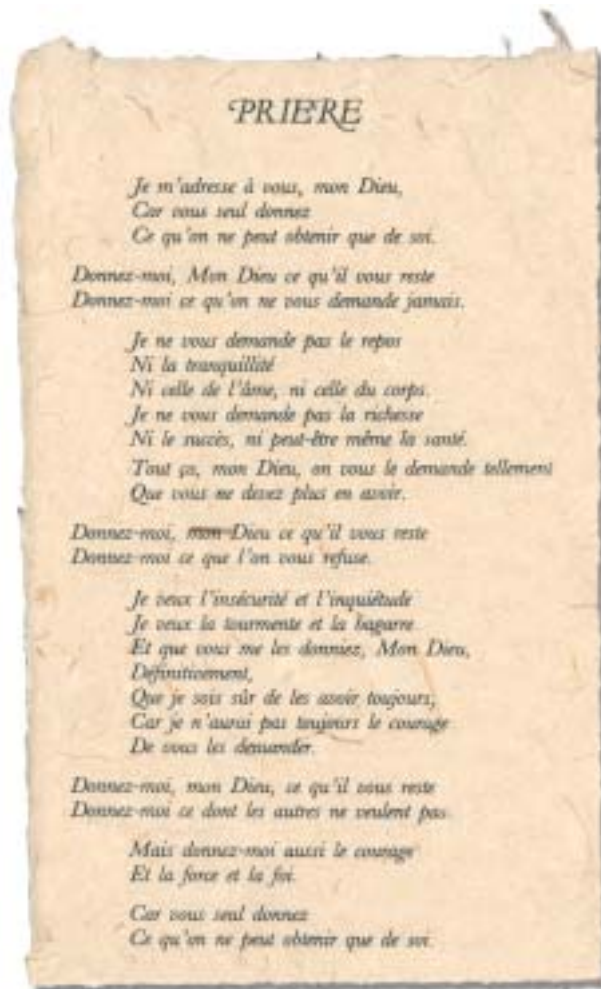 PRIERE
Je m'adresse à vous, mon Dieu,
Car vous seul donnez
Ce qu'on ne peut obtenir que de soi.
Donnez-moi, Mon Dieu ce qu'il vous reste
Donnez-moi ce qu'on ne vous demande jamais.
Je ne vous demande pas le repos
Ni la tranquillité
Ni celle de l'âme, ni celle du corps.
Je ne vous demande pas la richesse
Ni le succès, ni peut-être même la santé.
Tout ça, mon Dieu, on vous le demande tellement
Que vous ne devez plus en avoir.
Donnez-moi, mon Dieu ce qu'il vous reste
Donnez-moi ce que l'on vous refuse.
Je veux l'insécurité et l'inquiétude
Je veux la tourmente et la bagarre
Et que vous me les donniez, Mon Dieu,
Définitivement,
Que je sois sûr de les avoir toujours,
Car je n'aurai pas toujours le courage
De vous les demander.
Donnez-moi, mon Dieu, ce qu'il vous reste
Donnez-moi ce dont les autres ne veulent pas
Mais donnez-moi aussi le courage
Et la force et la foi.
Car vous seul donnez
Ce qu'on ne peut obtenir que de soi.